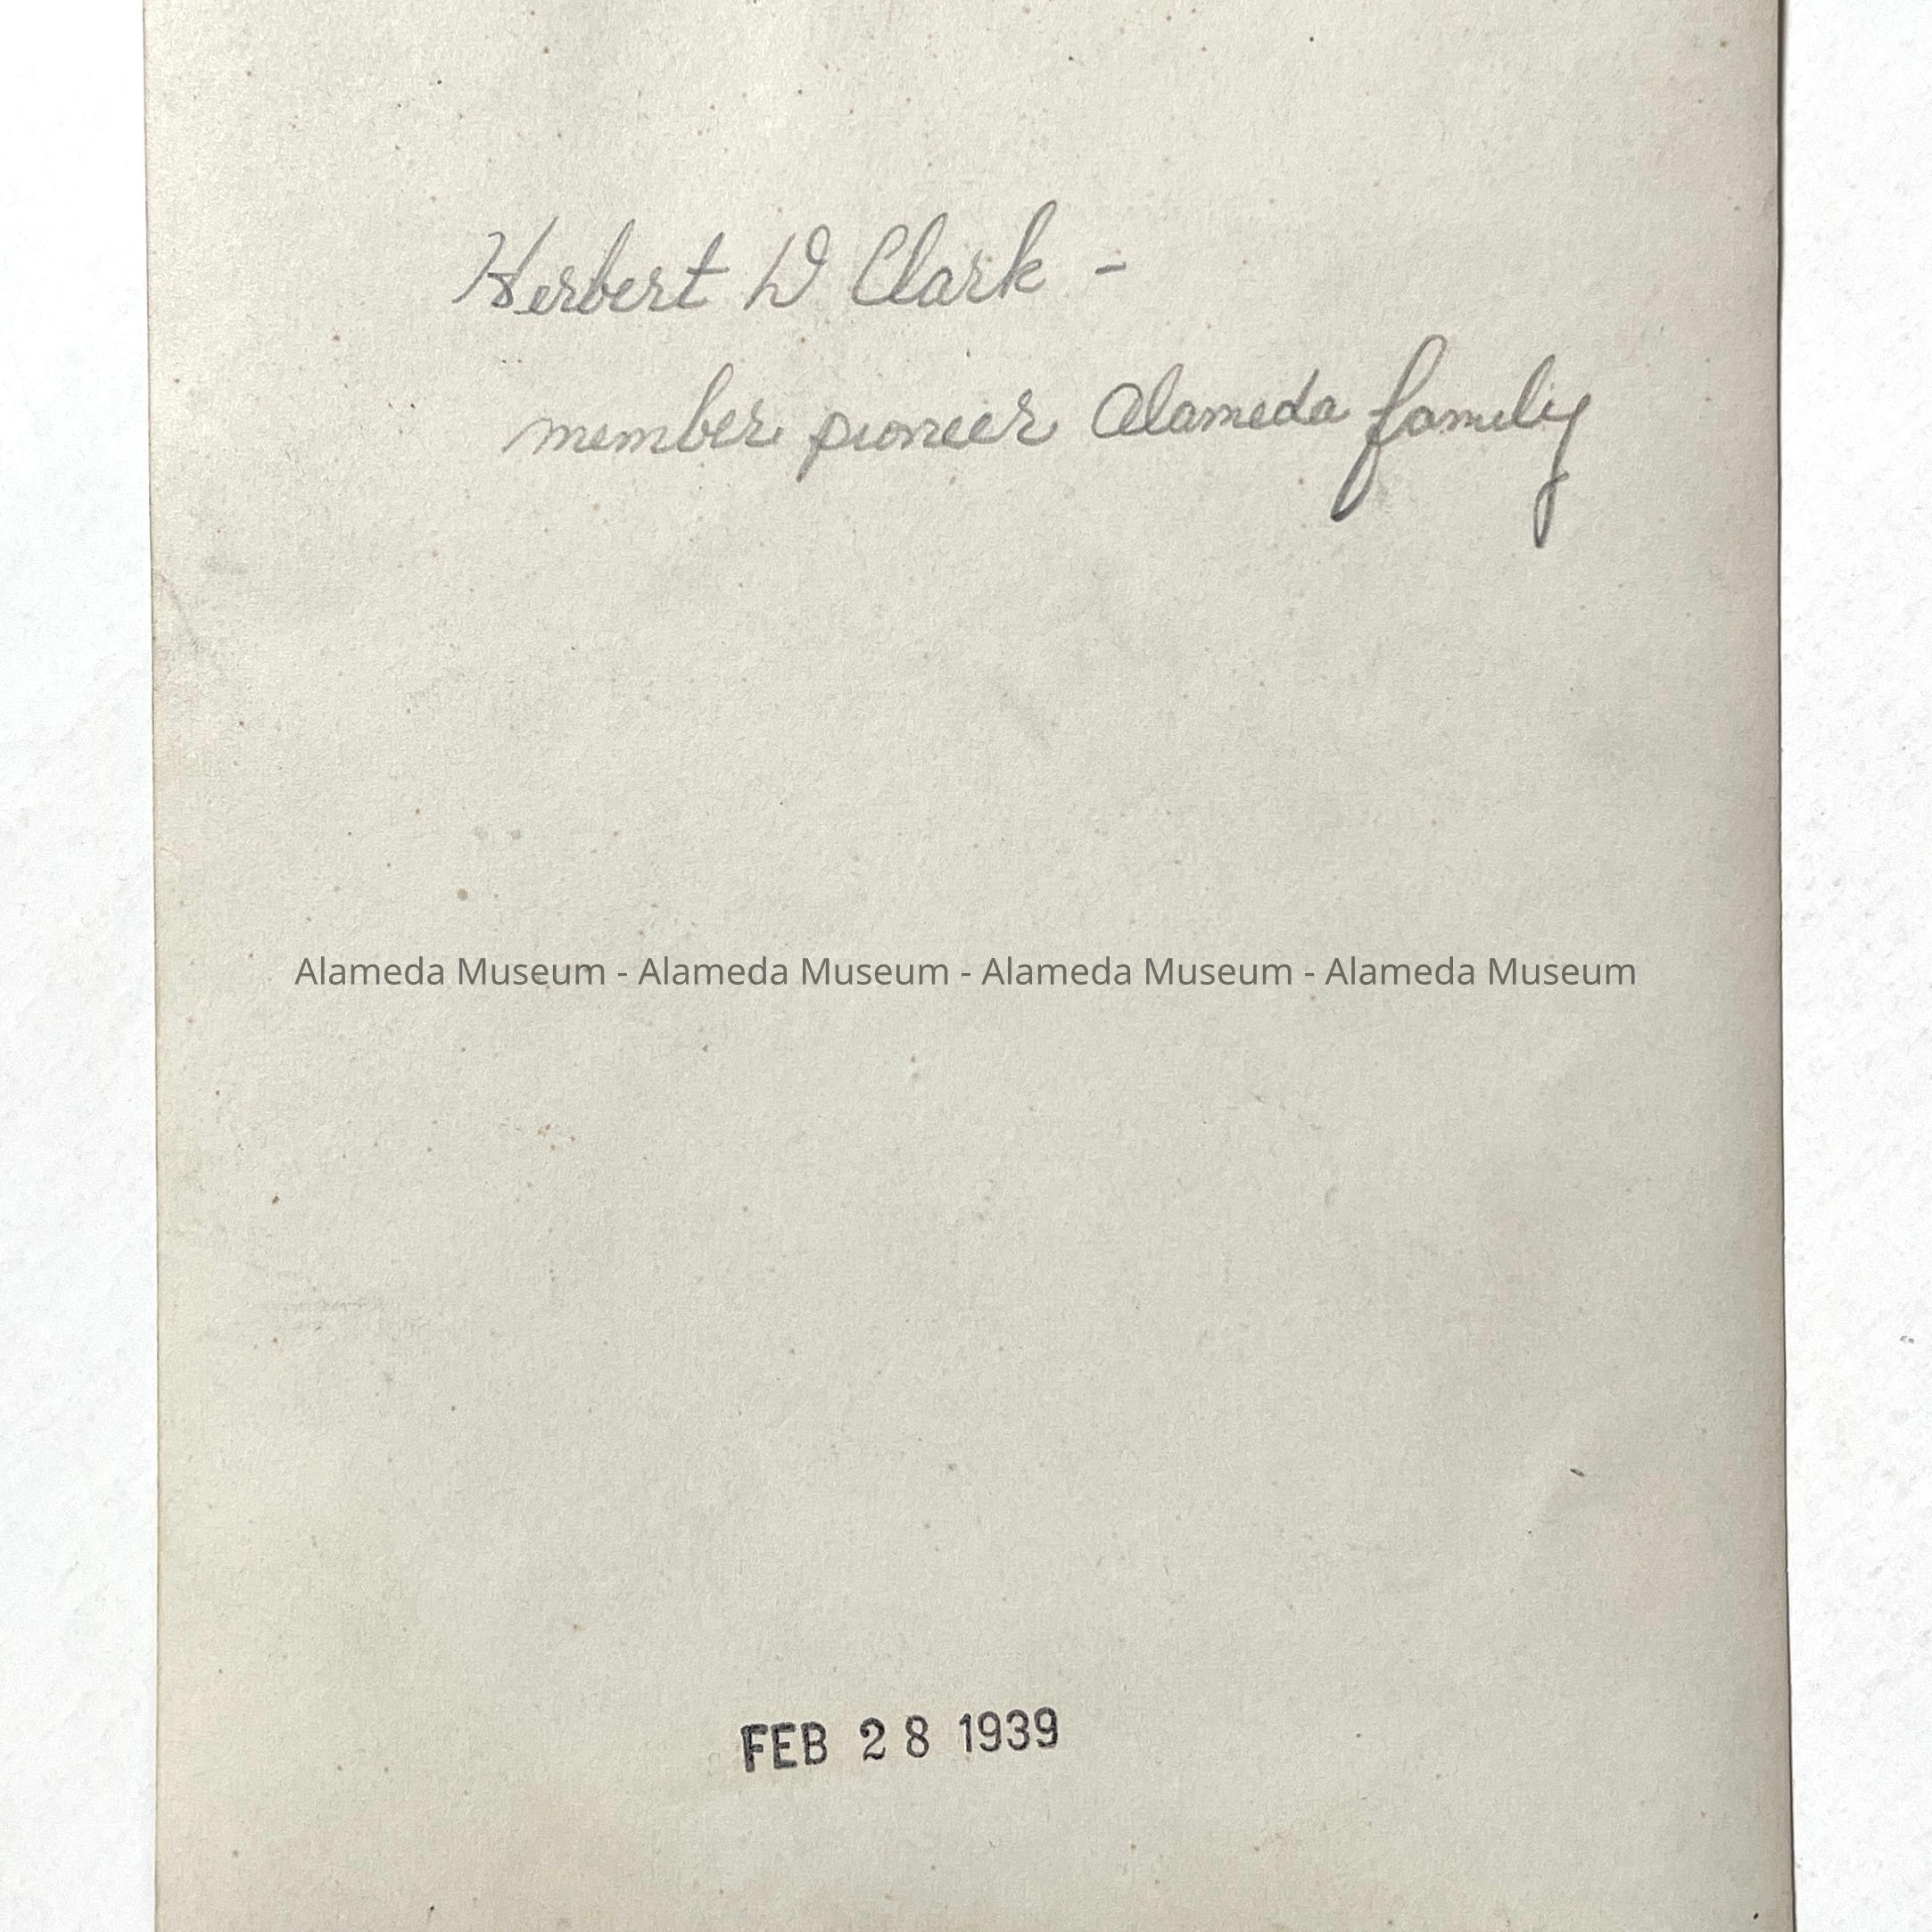 Herbert D Clark -
member pioneer Alameda family
Alameda Museum - Alameda Museum - Alameda Museum - Alameda Museum
FEB 28 1939